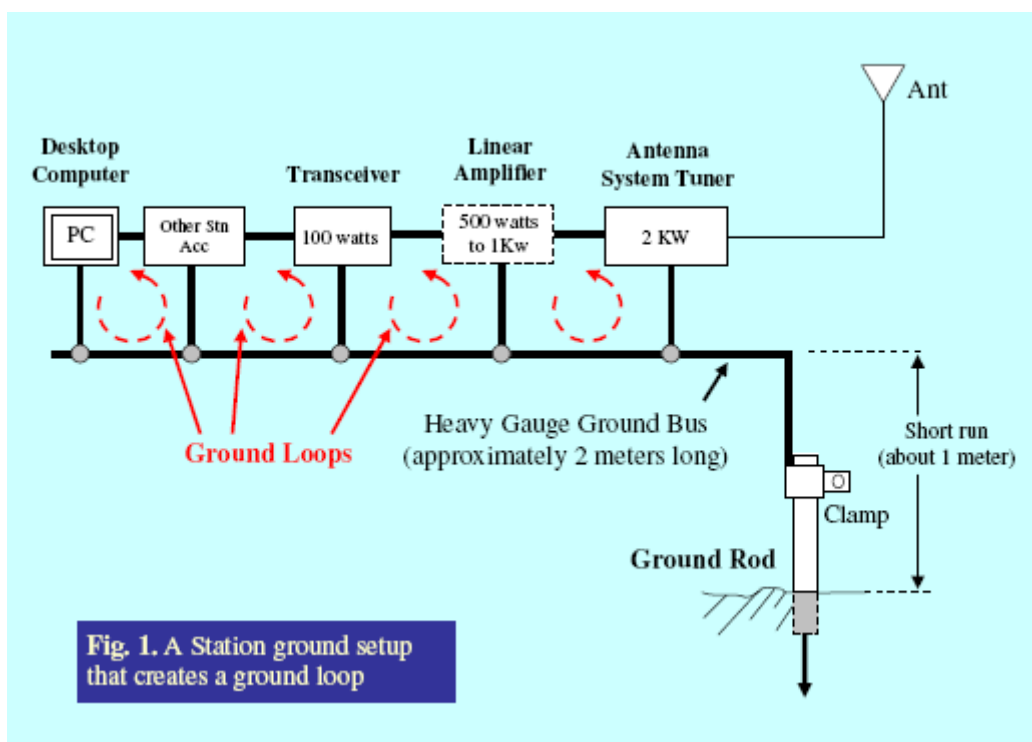 Ant
Desktop
Computer
Transceiver
Linear
Amplifier
Antenna
System Tuner
PC
Other Stn
Acc
100 watts
500 watts
to 1Kw
2 KW
Ground Loops
Heavy Gauge Ground Bus
(approximately 2 meters long)
Short run
(about 1 meter)
Clamp
Ground Rod
Fig. 1. A Station ground setup
that creates a ground loop